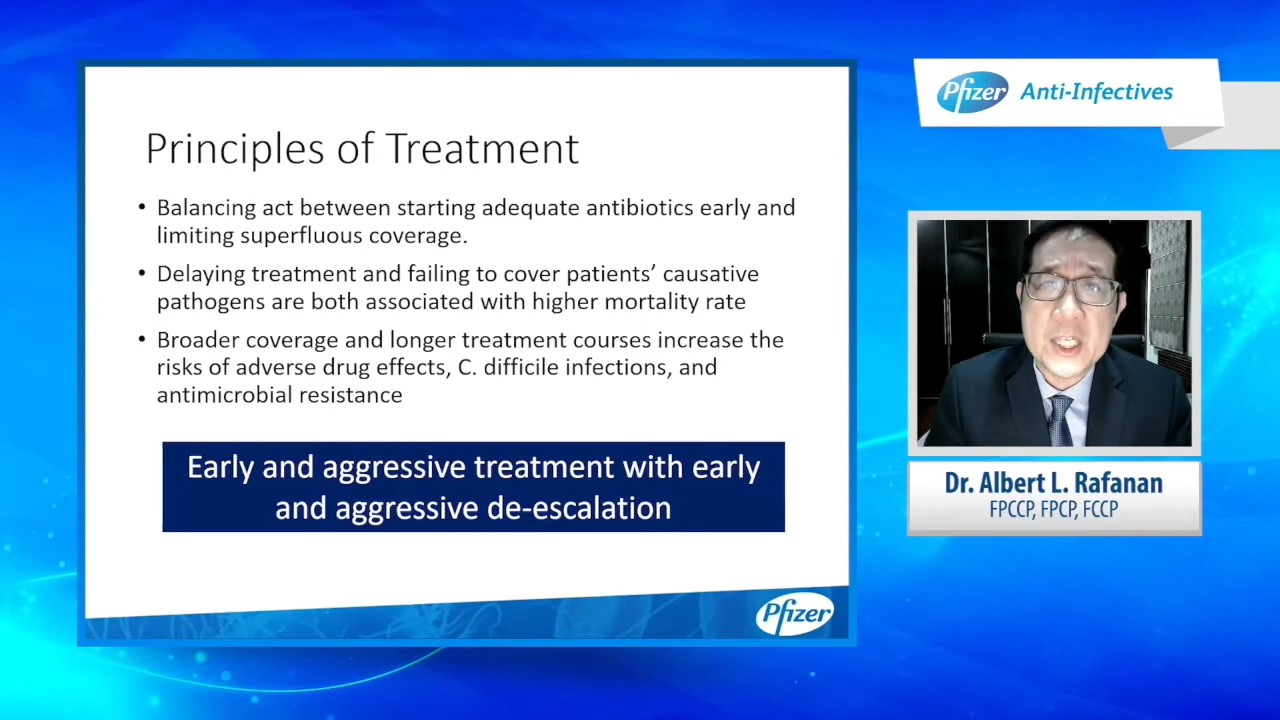 Principles of Treatment
• Balancing act between starting adequate antibiotics early and
limiting superfluous coverage.
• Delaying treatment and failing to cover patients’ causative
pathogens are both associated with higher mortality rate
• Broader coverage and longer treatment courses increase the
risks of adverse drug effects, C. difficile infections, and
antimicrobial resistance
Early and aggressive treatment with early
and aggressive de-escalation
Pfizer
Pfizer Anti-Infectives
Dr. Albert L. Rafanan
FPCCP, FPCP, FCCP